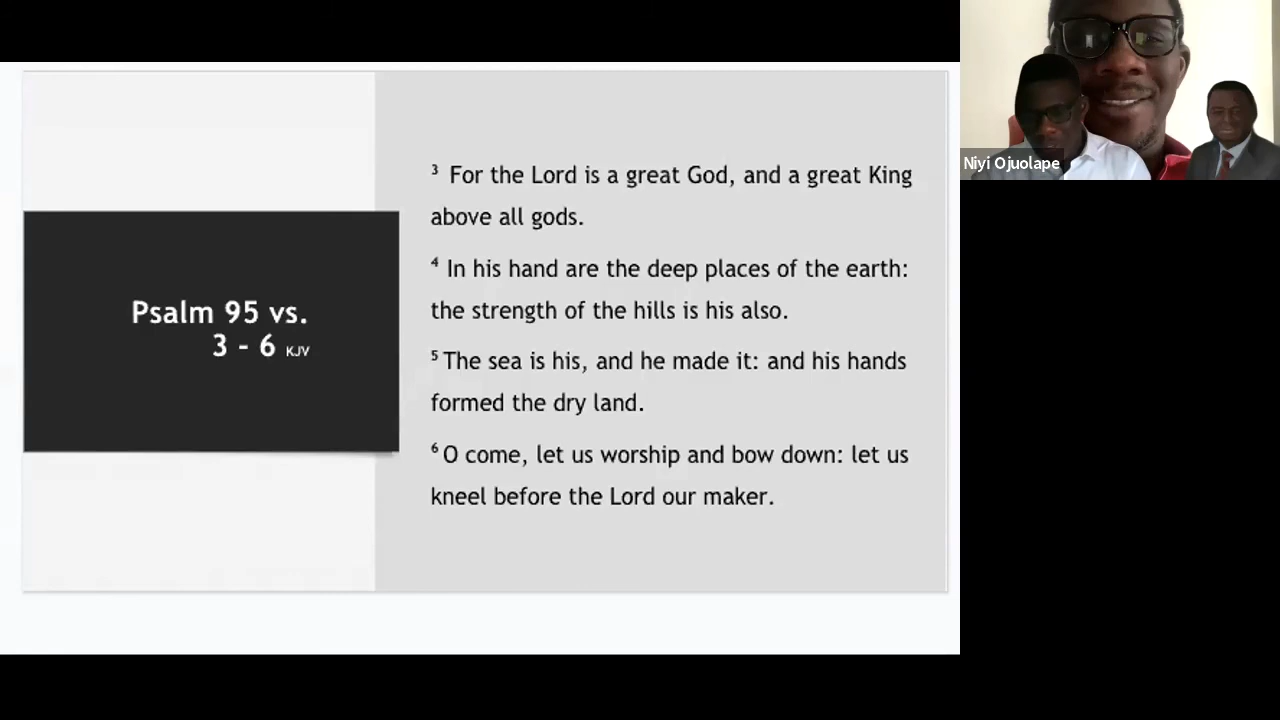 Psalm 95 vs.
3 - 6 KJV
3 For the Lord is a great God, and a great King
above all gods.
4 In his hand are the deep places of the earth:
the strength of the hills is his also.
5 The sea is his, and he made it: and his hands
formed the dry land.
6 O come, let us worship and bow down: let us
kneel before the Lord our maker.
Niyi Ojuolape